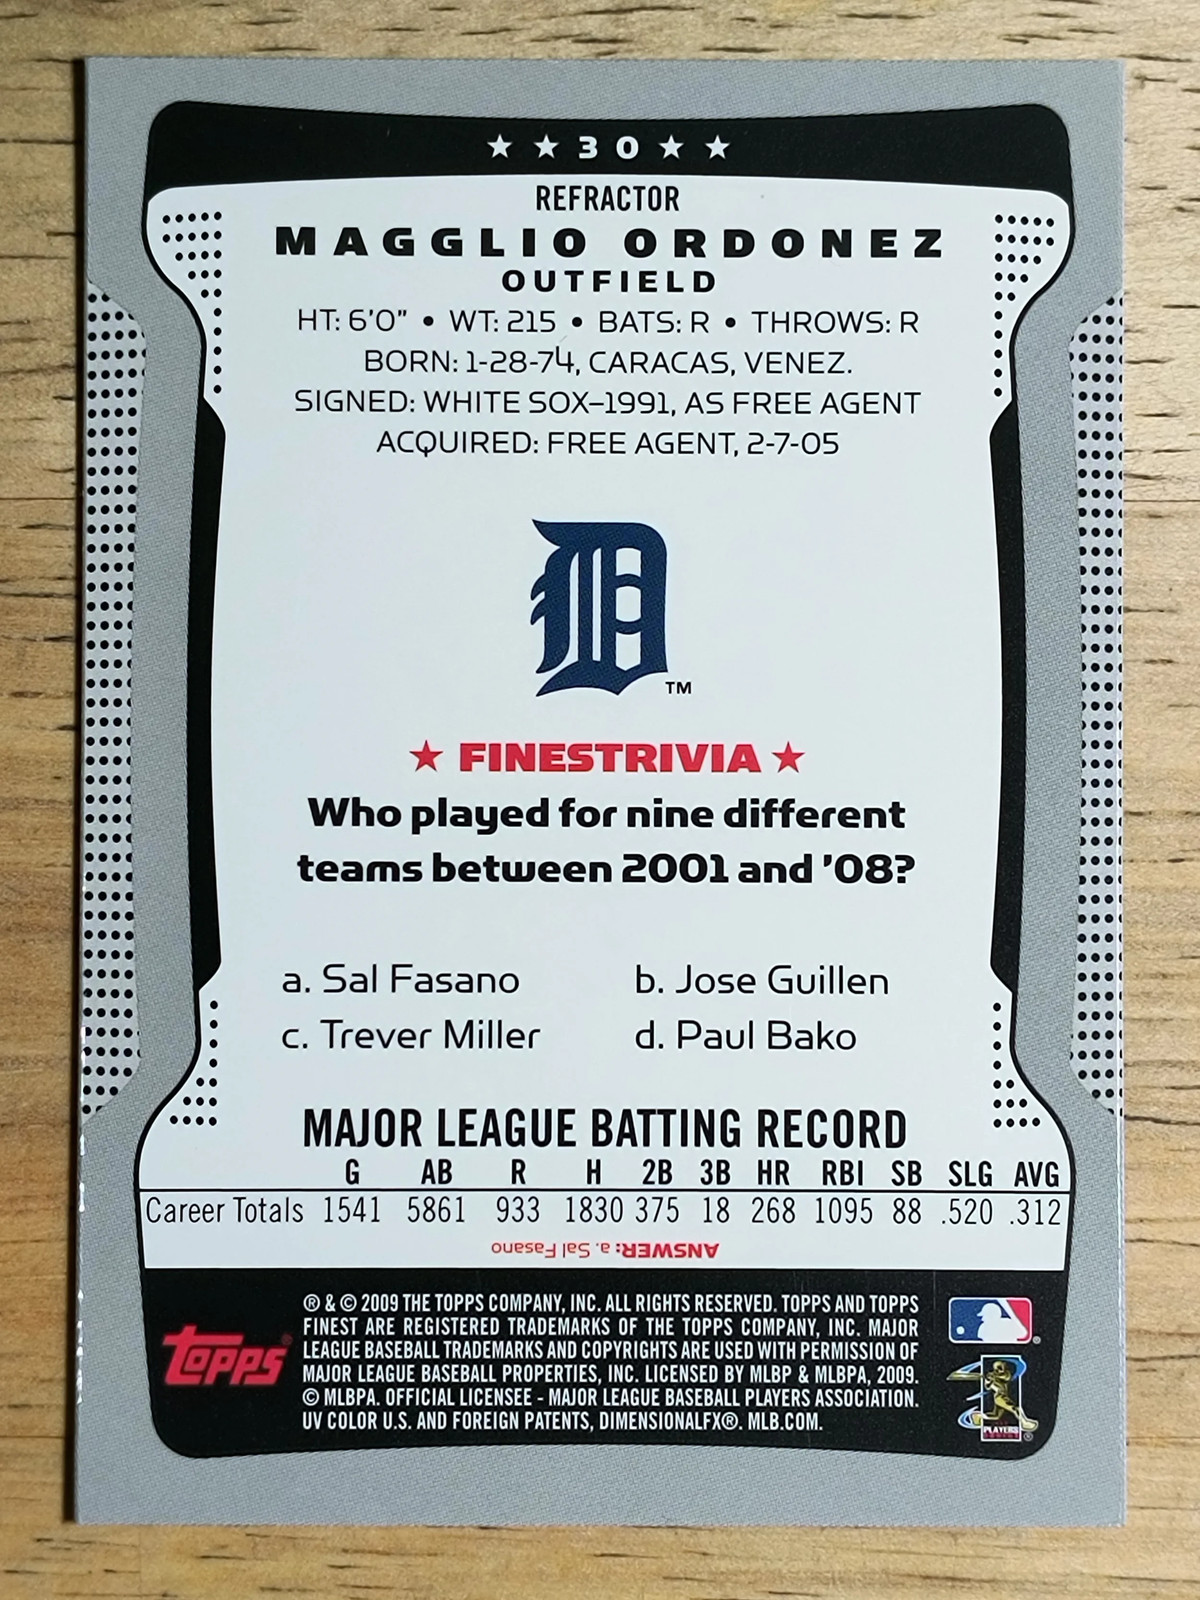 ★ ★ 30 ★ ★
REFRACTOR
MAGGLIO ORDONEZ
OUTFIELD
HT: 6'0" • WT: 215 • BATS: R • THROWS: R
BORN: 1-28-74, CARACAS, VENEZ.
SIGNED: WHITE SOX–1991, AS FREE AGENT
ACQUIRED: FREE AGENT, 2-7-05
D TM
★ FINESTRIVIA ★
Who played for nine different
teams between 2001 and '08?
a. Sal Fasano b. Jose Guillen
c. Trever Miller d. Paul Bako
MAJOR LEAGUE BATTING RECORD
G AB R H 2B 3B HR RBI SB SLG AVG
Career Totals 1541 5861 933 1830 375 18 268 1095 88 .520 .312
ANSWER: a. Sal Fasano
® & © 2009 THE TOPPS COMPANY, INC. ALL RIGHTS RESERVED. TOPPS AND TOPPS
FINEST ARE REGISTERED TRADEMARKS OF THE TOPPS COMPANY, INC. MAJOR
LEAGUE BASEBALL TRADEMARKS AND COPYRIGHTS ARE USED WITH PERMISSION OF
MAJOR LEAGUE BASEBALL PROPERTIES, INC. LICENSED BY MLBP & MLBPA, 2009.
© MLBPA. OFFICIAL LICENSEE - MAJOR LEAGUE BASEBALL PLAYERS ASSOCIATION.
UV COLOR U.S. AND FOREIGN PATENTS, DIMENSIONALFX®. MLB.COM.
Topps®
®
PLAYERS
®